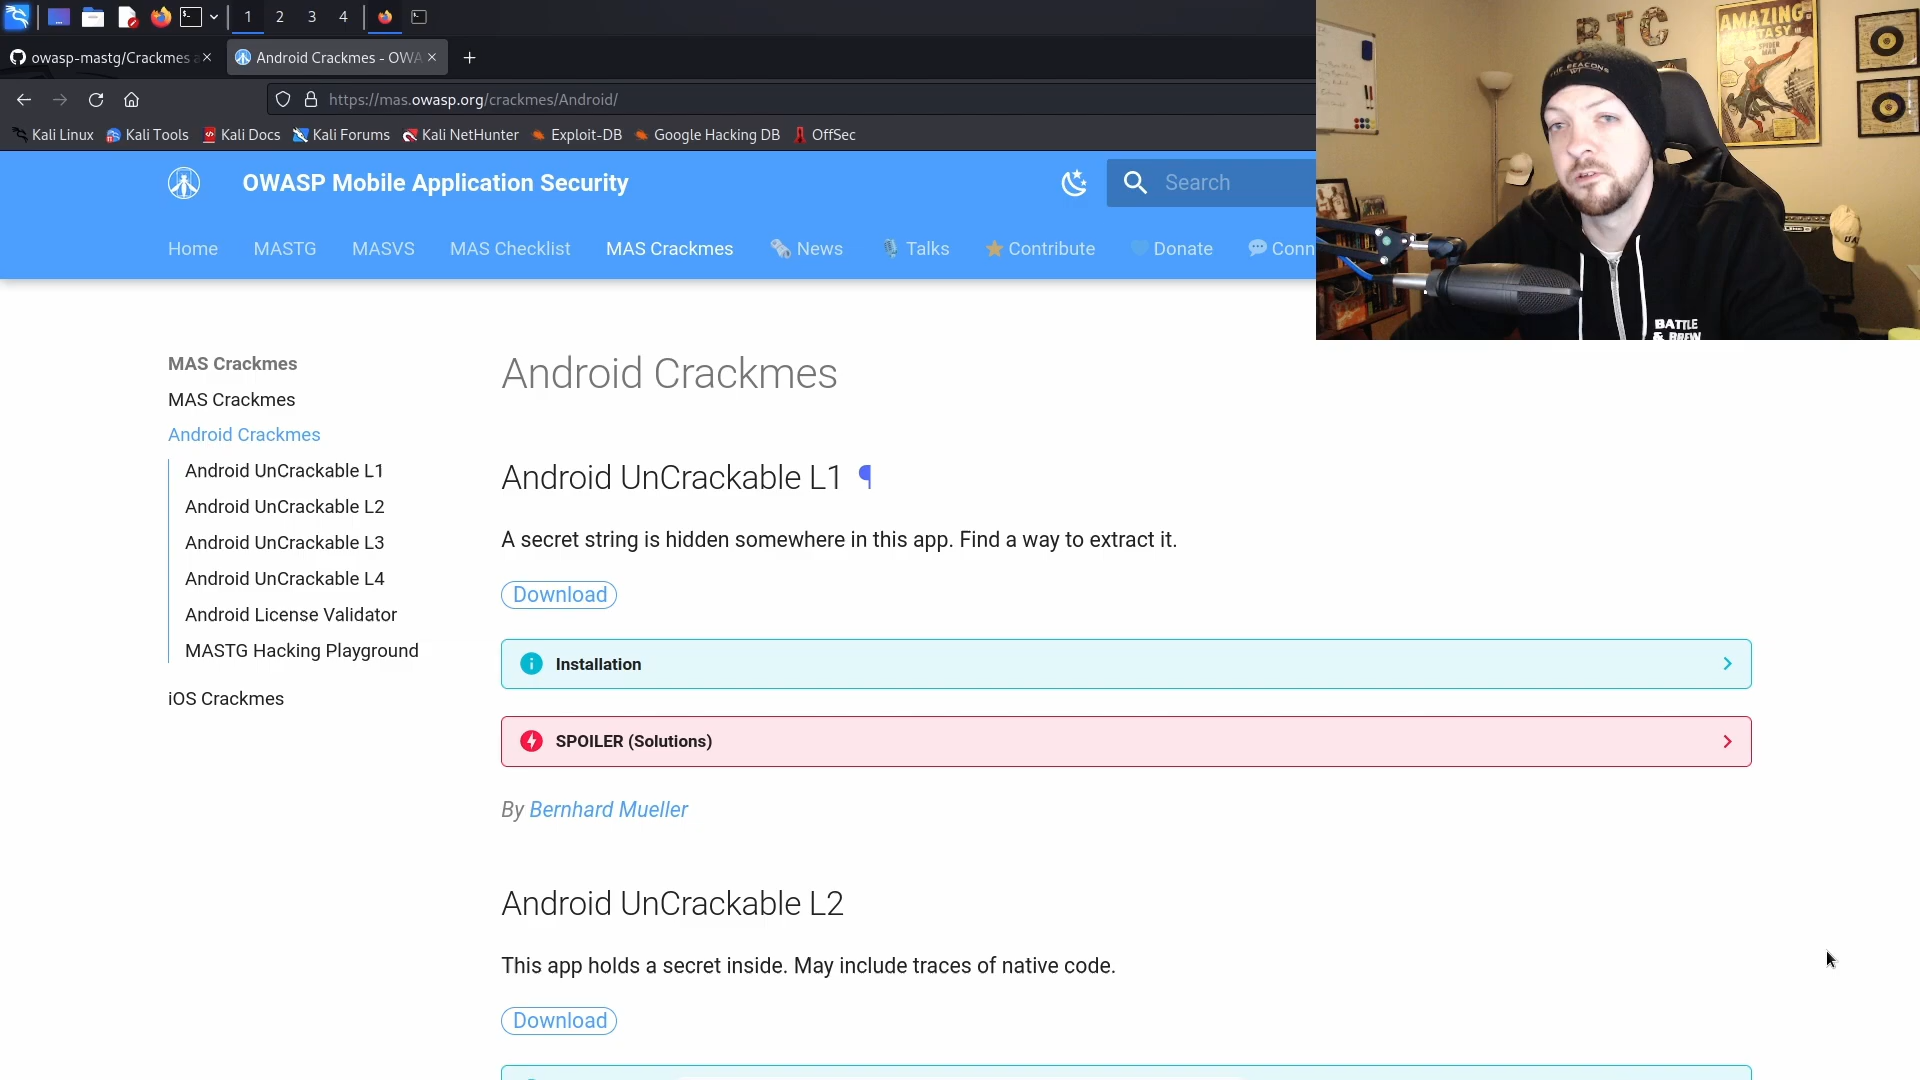 1 2 3 4
owasp-mastg/Crackmes a
Android Crackmes - OWA
https://mas.owasp.org/crackmes/Android/
Kali Linux Kali Tools Kali Docs Kali Forums Kali NetHunter Exploit-DB Google Hacking DB OffSec
OWASP Mobile Application Security
Search
Home MASTG MASVS MAS Checklist MAS Crackmes News Talks Contribute Donate Conn
BTC
AMAZING
FANTASY
THE BEACONS
BATTLE
& BREW
MAS Crackmes
MAS Crackmes
Android Crackmes
Android UnCrackable L1
Android UnCrackable L2
Android UnCrackable L3
Android UnCrackable L4
Android License Validator
MASTG Hacking Playground
iOS Crackmes
Android Crackmes
Android UnCrackable L1 ¶
A secret string is hidden somewhere in this app. Find a way to extract it.
Download
Installation
SPOILER (Solutions)
By Bernhard Mueller
Android UnCrackable L2
This app holds a secret inside. May include traces of native code.
Download